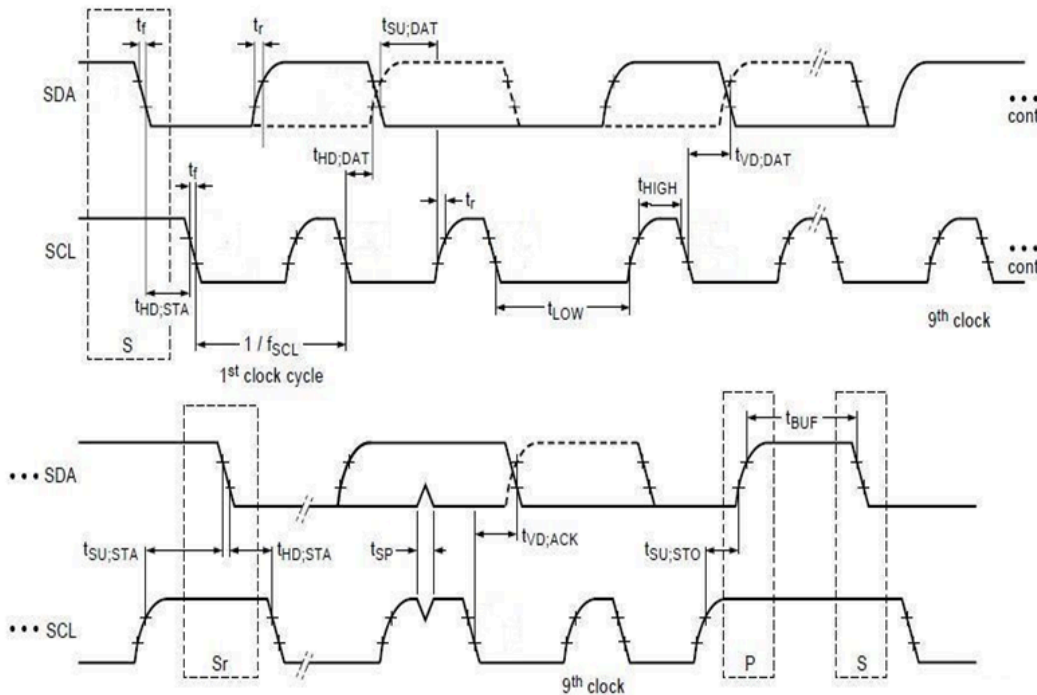 tf
tr
tSU;DAT
SDA
cont
tHD;DAT
tVD;DAT
tf
tr
tHIGH
SCL
cont
tHD;STA
tLOW
9th clock
S
1 / fSCL
1st clock cycle
tBUF
SDA
tSU;STA
tHD;STA
tSP
tVD;ACK
tSU;STO
SCL
Sr
P
S
9th clock